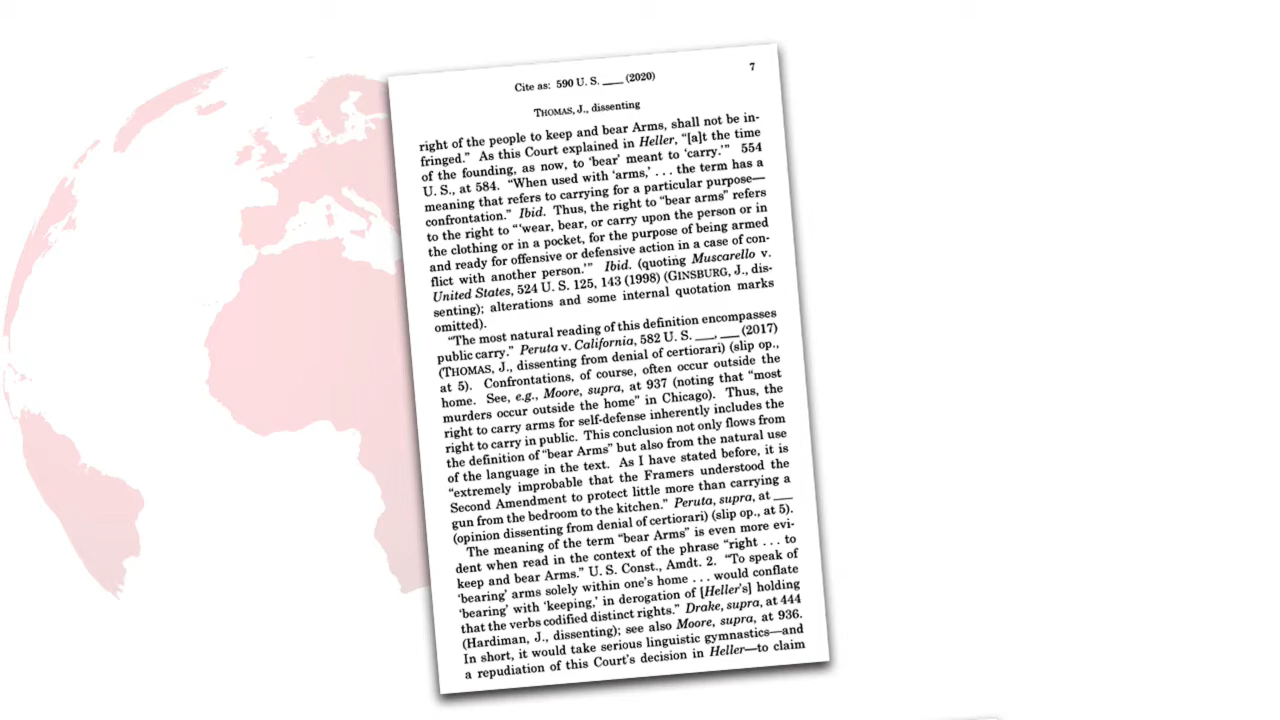 Cite as: 590 U. S. ____ (2020)
7
THOMAS, J., dissenting
right of the people to keep and bear Arms, shall not be in-
fringed.” As this Court explained in Heller, “[a]t the time
of the founding, as now, to ‘bear’ meant to ‘carry.’” 554
U. S., at 584. “When used with ‘arms,’ . . . the term has a
meaning that refers to carrying for a particular purpose—
confrontation.” Ibid. Thus, the right to “bear arms” refers
to the right to “‘wear, bear, or carry upon the person or in
the clothing or in a pocket, for the purpose of being armed
and ready for offensive or defensive action in a case of con-
flict with another person.’” Ibid. (quoting Muscarello v.
United States, 524 U. S. 125, 143 (1998) (GINSBURG, J., dis-
senting); alterations and some internal quotation marks
omitted).
“The most natural reading of this definition encompasses
public carry.” Peruta v. California, 582 U. S. ___, ___ (2017)
(THOMAS, J., dissenting from denial of certiorari) (slip op.,
at 5). Confrontations, of course, often occur outside the
home. See, e.g., Moore, supra, at 937 (noting that “most
murders occur outside the home” in Chicago). Thus, the
right to carry arms for self-defense inherently includes the
right to carry in public. This conclusion not only flows from
the definition of “bear Arms” but also from the natural use
of the language in the text. As I have stated before, it is
“extremely improbable that the Framers understood the
Second Amendment to protect little more than carrying a
gun from the bedroom to the kitchen.” Peruta, supra, at ___
(opinion dissenting from denial of certiorari) (slip op., at 5).
The meaning of the term “bear Arms” is even more evi-
dent when read in the context of the phrase “right . . . to
keep and bear Arms.” U. S. Const., Amdt. 2. “To speak of
‘bearing’ arms solely within one’s home . . . would conflate
‘bearing’ with ‘keeping,’ in derogation of [Heller’s] holding
that the verbs codified distinct rights.” Drake, supra, at 444
(Hardiman, J., dissenting); see also Moore, supra, at 936.
In short, it would take serious linguistic gymnastics—and
a repudiation of this Court’s decision in Heller—to claim